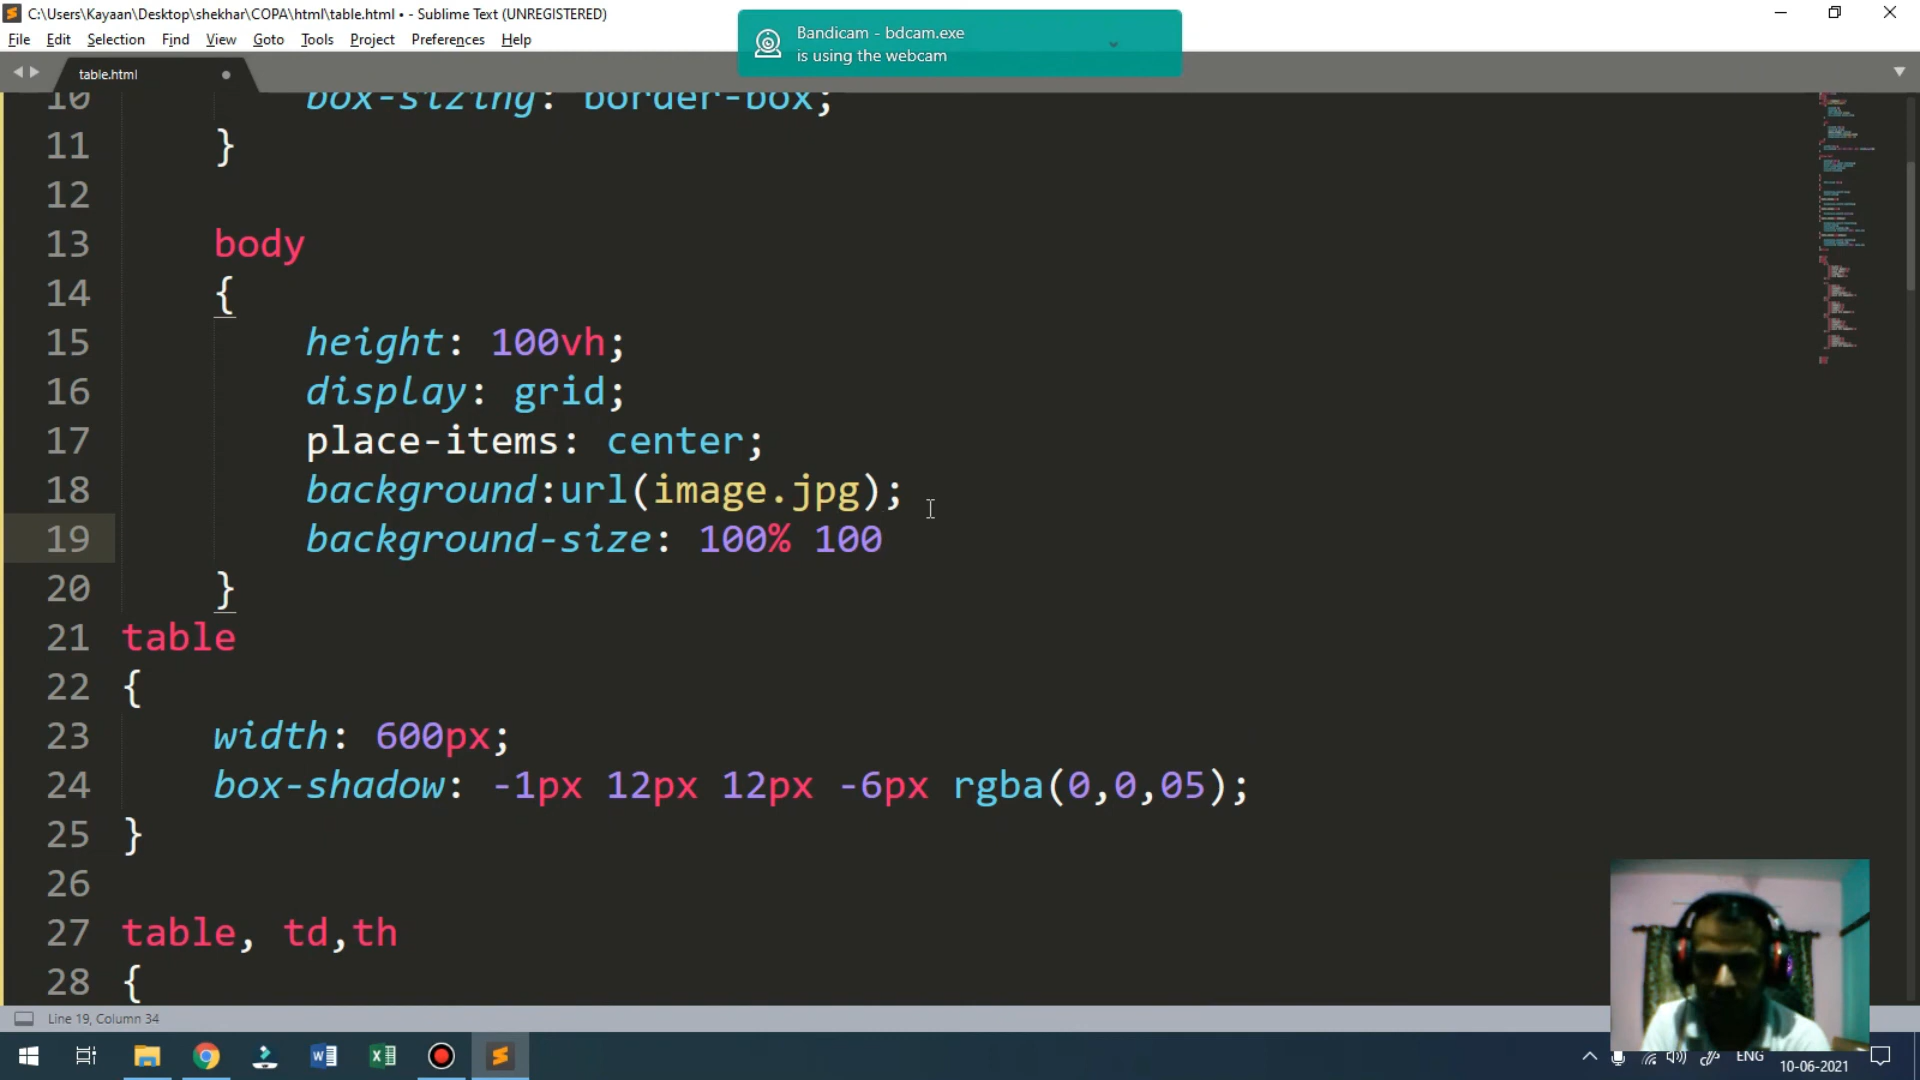 C:\Users\Kayaan\Desktop\shekhar\COPA\html\table.html • - Sublime Text (UNREGISTERED)
File Edit Selection Find View Goto Tools Project Preferences Help
Bandicam - bdcam.exe
is using the webcam
table.html
10 box-sizing: border-box;
11 }
12
13 body
14 {
15 height: 100vh;
16 display: grid;
17 place-items: center;
18 background:url(image.jpg);
19 background-size: 100% 100
20 }
21 table
22 {
23 width: 600px;
24 box-shadow: -1px 12px 12px -6px rgba(0,0,05);
25 }
26
27 table, td,th
28 {
Line 19, Column 34
ENG
10-06-2021